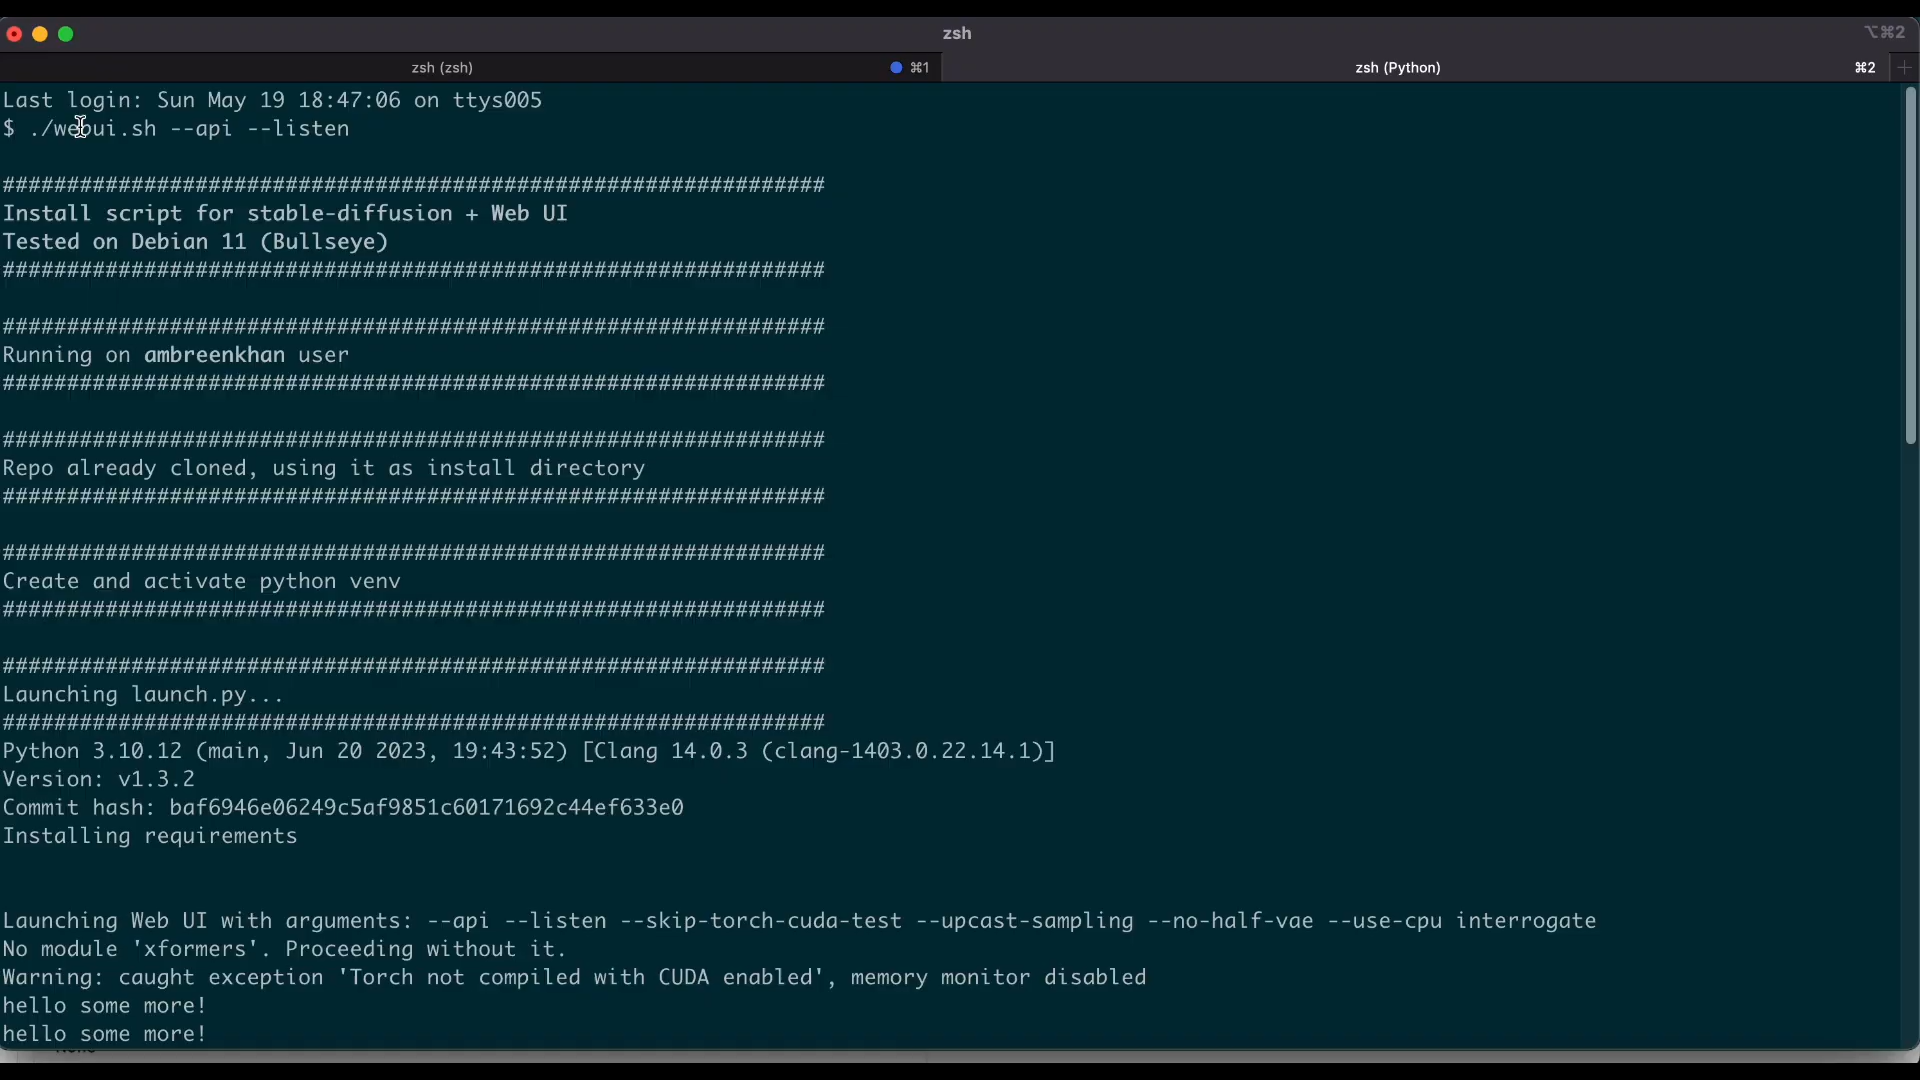 zsh
⌥⌘2
zsh (zsh)
⌘1
zsh (Python)
⌘2
Last login: Sun May 19 18:47:06 on ttys005
$ ./webui.sh --api --listen
################################################################
Install script for stable-diffusion + Web UI
Tested on Debian 11 (Bullseye)
################################################################
################################################################
Running on ambreenkhan user
################################################################
################################################################
Repo already cloned, using it as install directory
################################################################
################################################################
Create and activate python venv
################################################################
################################################################
Launching launch.py...
################################################################
Python 3.10.12 (main, Jun 20 2023, 19:43:52) [Clang 14.0.3 (clang-1403.0.22.14.1)]
Version: v1.3.2
Commit hash: baf6946e06249c5af9851c60171692c44ef633e0
Installing requirements
Launching Web UI with arguments: --api --listen --skip-torch-cuda-test --upcast-sampling --no-half-vae --use-cpu interrogate
No module 'xformers'. Proceeding without it.
Warning: caught exception 'Torch not compiled with CUDA enabled', memory monitor disabled
hello some more!
hello some more!